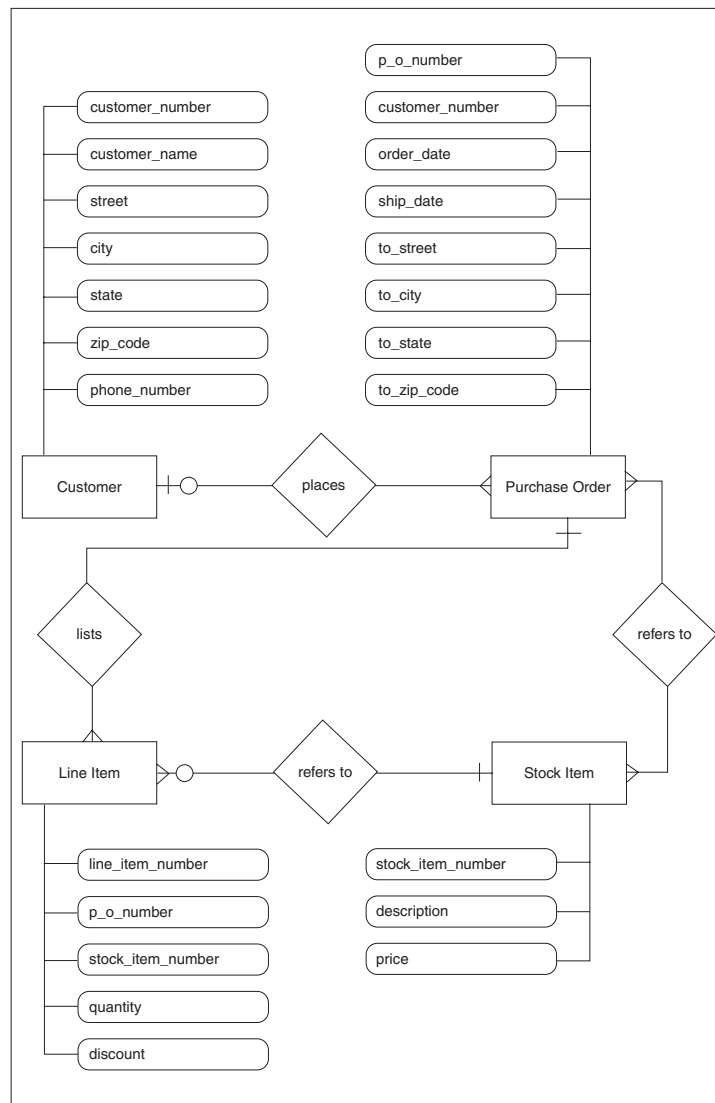 customer_number
customer_name
street
city
state
zip_code
phone_number
p_o_number
customer_number
order_date
ship_date
to_street
to_city
to_state
to_zip_code
Customer
places
Purchase Order
lists
refers to
Line Item
refers to
Stock Item
line_item_number
p_o_number
stock_item_number
quantity
discount
stock_item_number
description
price